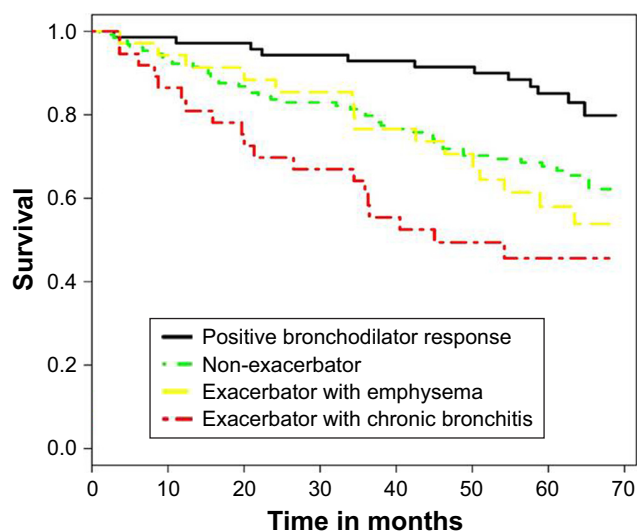 1.0
0.8
0.6
0.4
0.2
0.0
Survival
Positive bronchodilator response
Non-exacerbator
Exacerbator with emphysema
Exacerbator with chronic bronchitis
0 10 20 30 40 50 60 70
Time in months